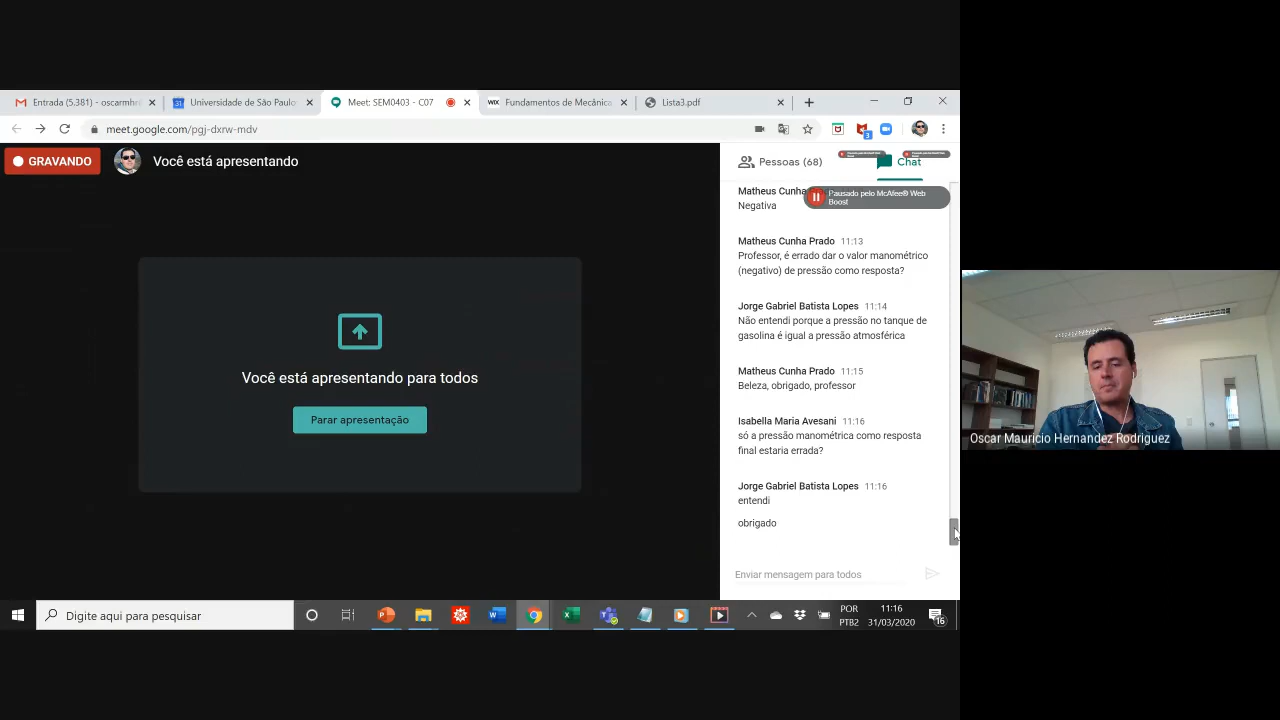 Entrada (5.381) - oscarmh
Universidade de São Paulo
Meet: SEM0403 - C07
WIX
Fundamentos de Mecânica
Lista3.pdf
meet.google.com/pgj-dxrw-mdv
3
GRAVANDO
Você está apresentando
Pessoas (68)
Chat
Pausado pelo McAfee® Web
Boost
Matheus Cunha
Negativa
Matheus Cunha Prado 11:13
Professor, é errado dar o valor manométrico
(negativo) de pressão como resposta?
Jorge Gabriel Batista Lopes 11:14
Não entendi porque a pressão no tanque de
gasolina é igual a pressão atmosférica
Matheus Cunha Prado 11:15
Beleza, obrigado, professor
Isabella Maria Avesani 11:16
só a pressão manométrica como resposta
final estaria errada?
Jorge Gabriel Batista Lopes 11:16
entendi
obrigado
Enviar mensagem para todos
Você está apresentando para todos
Parar apresentação
Oscar Mauricio Hernandez Rodriguez
Digite aqui para pesquisar
POR
PTB2
11:16
31/03/2020
16